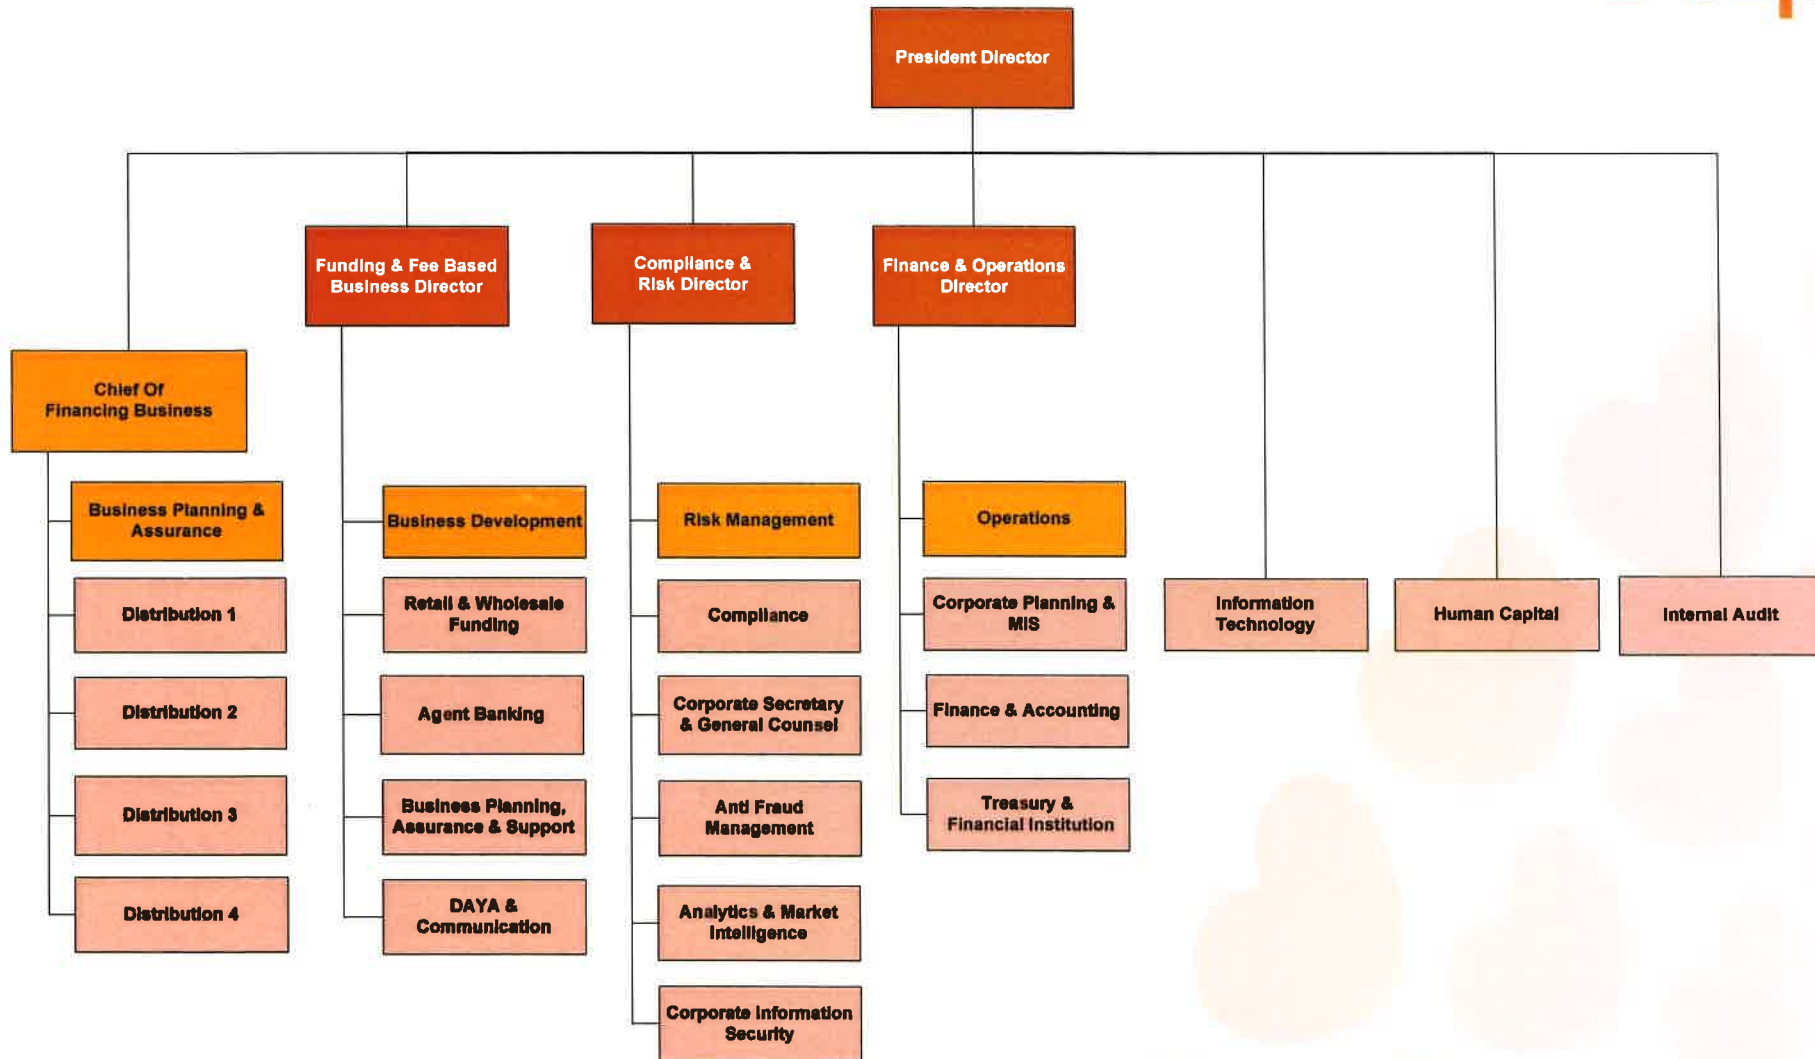 President Director
Funding & Fee Based
Business Director
Compliance &
Risk Director
Finance & Operations
Director
Chief Of
Financing Business
Business Planning &
Assurance
Distribution 1
Distribution 2
Distribution 3
Distribution 4
Business Development
Retail & Wholesale
Funding
Agent Banking
Business Planning,
Assurance & Support
DAYA &
Communication
Risk Management
Compliance
Corporate Secretary
& General Counsel
Anti Fraud
Management
Analytics & Market
Intelligence
Corporate Information
Security
Operations
Corporate Planning &
MIS
Finance & Accounting
Treasury &
Financial Institution
Information
Technology
Human Capital
Internal Audit